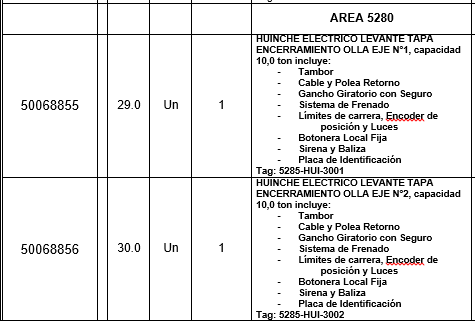 AREA 5280
50068855 29.0 Un 1
HUINCHE ELECTRICO LEVANTE TAPA
ENCERRAMIENTO OLLA EJE N°1, capacidad
10,0 ton incluye:
- Tambor
- Cable y Polea Retorno
- Gancho Giratorio con Seguro
- Sistema de Frenado
- Límites de carrera, Encoder de
posición y Luces
- Botonera Local Fija
- Sirena y Baliza
- Placa de Identificación
Tag: 5285-HUI-3001
50068856 30.0 Un 1
HUINCHE ELECTRICO LEVANTE TAPA
ENCERRAMIENTO OLLA EJE N°2, capacidad
10,0 ton incluye:
- Tambor
- Cable y Polea Retorno
- Gancho Giratorio con Seguro
- Sistema de Frenado
- Límites de carrera, Encoder de
posición y Luces
- Botonera Local Fija
- Sirena y Baliza
- Placa de Identificación
Tag: 5285-HUI-3002